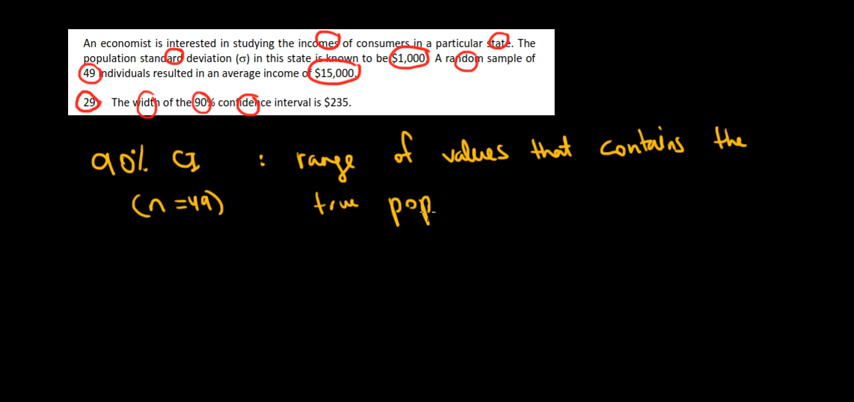 An economist is interested in studying the incomes of consumers in a particular state. The
population standard deviation (σ) in this state is known to be $1,000. A random sample of
49 individuals resulted in an average income of $15,000.
29. The width of the 90% confidence interval is $235.
90% CI : range of values that contains the
(n = 49) true pop.